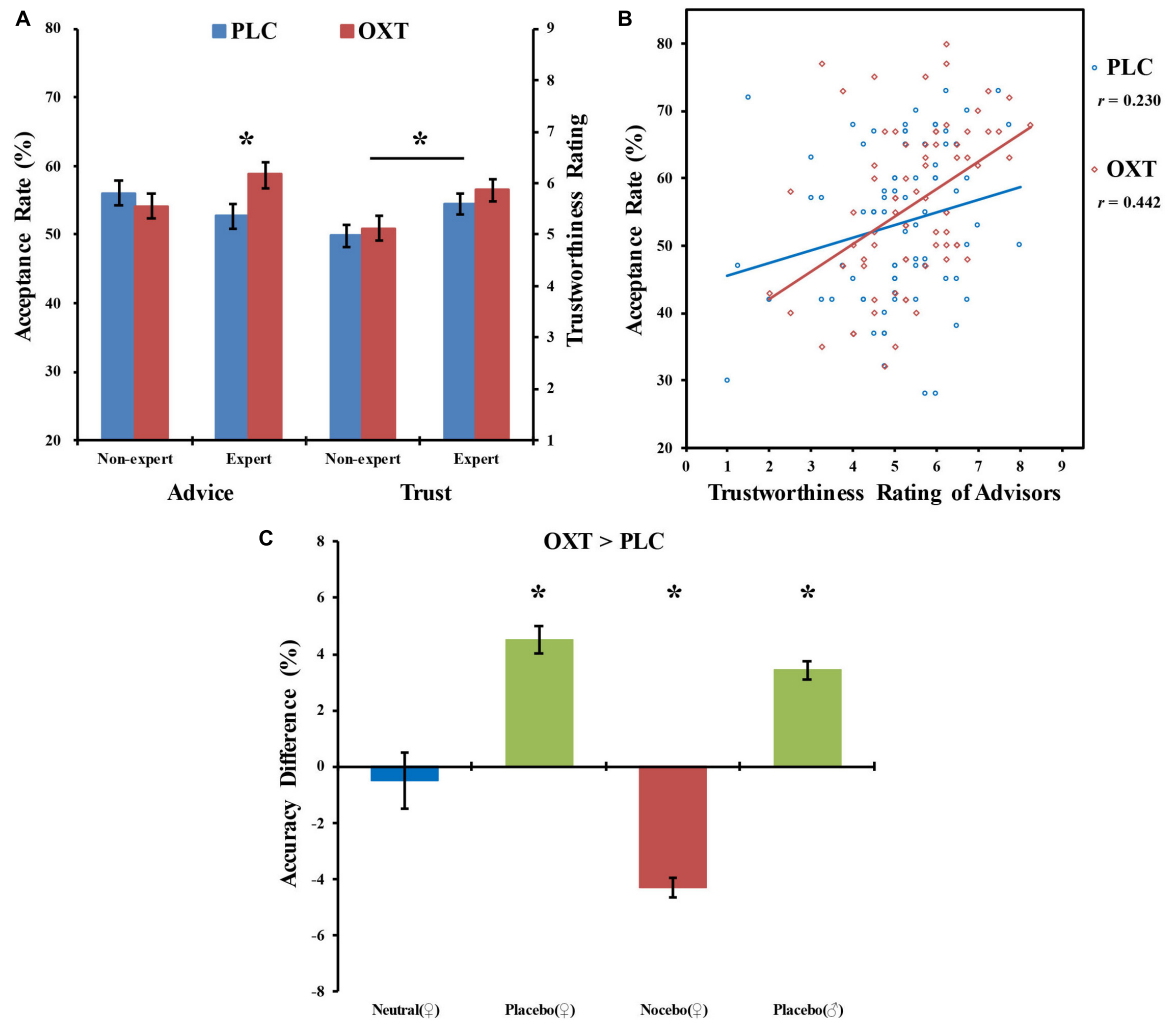 A
PLC OXT
80
70
60
50
40
30
20
Acceptance Rate (%)
* *
9
8
7
6
5
4
3
2
1
Trustworthiness Rating
Non-expert Expert Non-expert Expert
Advice Trust
B
80
70
60
50
40
30
20
Acceptance Rate (%)
0 1 2 3 4 5 6 7 8 9
Trustworthiness Rating of Advisors
PLC
r = 0.230
OXT
r = 0.442
C
OXT > PLC
8
6
4
2
0
-2
-4
-6
-8
Accuracy Difference (%)
* * *
Neutral(♀) Placebo(♀) Nocebo(♀) Placebo(♂)